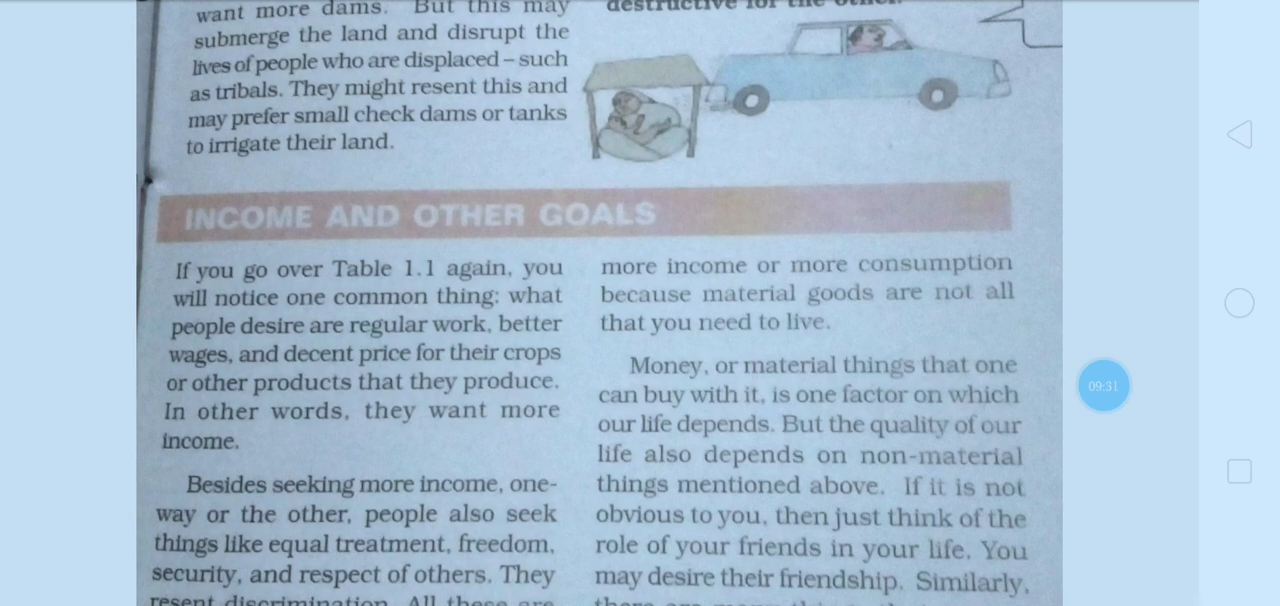 want more dams. But this may
submerge the land and disrupt the
lives of people who are displaced – such
as tribals. They might resent this and
may prefer small check dams or tanks
to irrigate their land.
destructive for the other.
INCOME AND OTHER GOALS
If you go over Table 1.1 again, you
will notice one common thing: what
people desire are regular work, better
wages, and decent price for their crops
or other products that they produce.
In other words, they want more
income.
Besides seeking more income, one-
way or the other, people also seek
things like equal treatment, freedom,
security, and respect of others. They
resent discrimination. All these are
more income or more consumption
because material goods are not all
that you need to live.
Money, or material things that one
can buy with it, is one factor on which
our life depends. But the quality of our
life also depends on non-material
things mentioned above. If it is not
obvious to you, then just think of the
role of your friends in your life. You
may desire their friendship. Similarly,
09:31